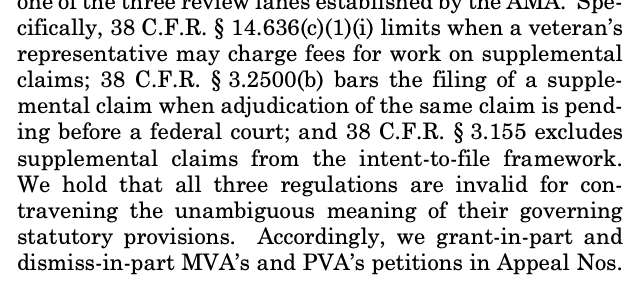 one of the three review lanes established by the AMA. Spe-
cifically, 38 C.F.R. § 14.636(c)(1)(i) limits when a veteran's
representative may charge fees for work on supplemental
claims; 38 C.F.R. § 3.2500(b) bars the filing of a supple-
mental claim when adjudication of the same claim is pend-
ing before a federal court; and 38 C.F.R. § 3.155 excludes
supplemental claims from the intent-to-file framework.
We hold that all three regulations are invalid for con-
travening the unambiguous meaning of their governing
statutory provisions. Accordingly, we grant-in-part and
dismiss-in-part MVA's and PVA's petitions in Appeal Nos.